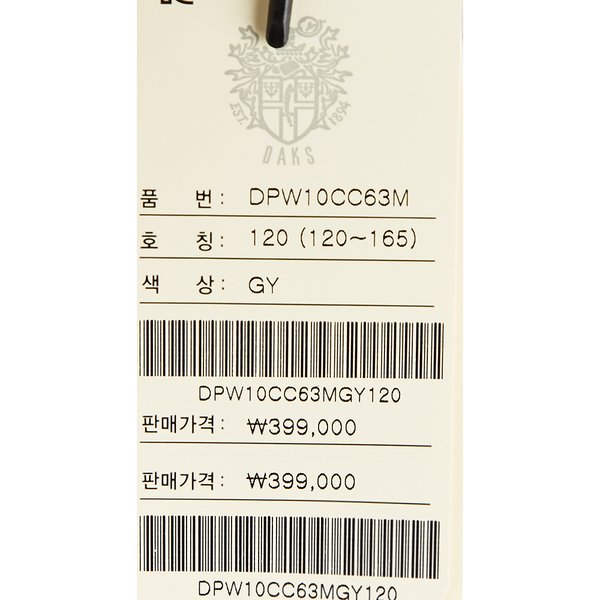 EST. 1894
DAKS
품 번 : DPW10CC63M
호 칭 : 120 (120~165)
색 상 : GY
DPW10CC63MGY120
판매가격 : ₩399,000
판매가격 : ₩399,000
DPW10CC63MGY120